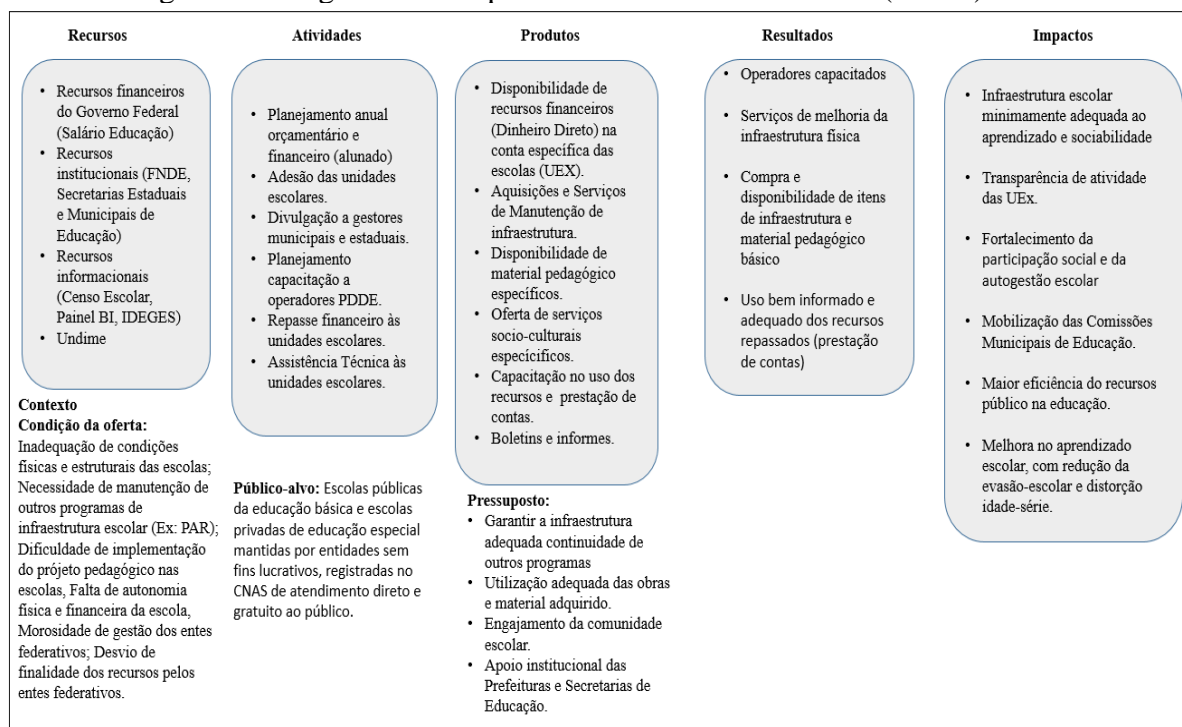 Recursos
Recursos financeiros
do Governo Federal
(Salário Educação)
Recursos
institucionais (FNDE,
Secretarias Estaduais
e Municipais de
Educação)
Recursos
informacionais
(Censo Escolar,
Painel BI, IDEGES)
Undime
Contexto
Condição da oferta:
Inadequação de condições
físicas e estruturais das escolas;
Necessidade de manutenção de
outros programas de
infraestrutura escolar (Ex: PAR);
Dificuldade de implementação
do prójeto pedagógico nas
escolas, Falta de autonomia
física e financeira da escola,
Morosidade de gestão dos entes
federativos; Desvio de
finalidade dos recursos pelos
entes federativos.
Atividades
Planejamento anual
orçamentário e
financeiro (alunado)
Adesão das unidades
escolares.
Divulgação a gestores
municipais e estaduais.
Planejamento
capacitação a
operadores PDDE.
Repasse financeiro às
unidades escolares.
Assistência Técnica às
unidades escolares.
Público-alvo: Escolas públicas
da educação básica e escolas
privadas de educação especial
mantidas por entidades sem
fins lucrativos, registradas no
CNAS de atendimento direto e
gratuito ao público.
Produtos
Disponibilidade de
recursos financeiros
(Dinheiro Direto) na
conta específica das
escolas (UEX).
Aquisições e Serviços
de Manutenção de
infraestrutura.
Disponibilidade de
material pedagógico
específicos.
Oferta de serviços
socio-culturais
especícificos.
Capacitação no uso dos
recursos e prestação de
contas.
Boletins e informes.
Pressuposto:
Garantir a infraestrutura
adequada continuidade de
outros programas
Utilização adequada das obras
e material adquirido.
Engajamento da comunidade
escolar.
Apoio institucional das
Prefeituras e Secretarias de
Educação.
Resultados
Operadores capacitados
Serviços de melhoria da
infraestrutura física
Compra e
disponibilidade de itens
de infraestrutura e
material pedagógico
básico
Uso bem informado e
adequado dos recursos
repassados (prestação
de contas)
Impactos
Infraestrutura escolar
minimamente adequada ao
aprendizado e sociabilidade
Transparência de atividade
das UEx.
Fortalecimento da
participação social e da
autogestão escolar
Mobilização das Comissões
Municipais de Educação.
Maior eficiência do recursos
público na educação.
Melhora no aprendizado
escolar, com redução da
evasão-escolar e distorção
idade-série.